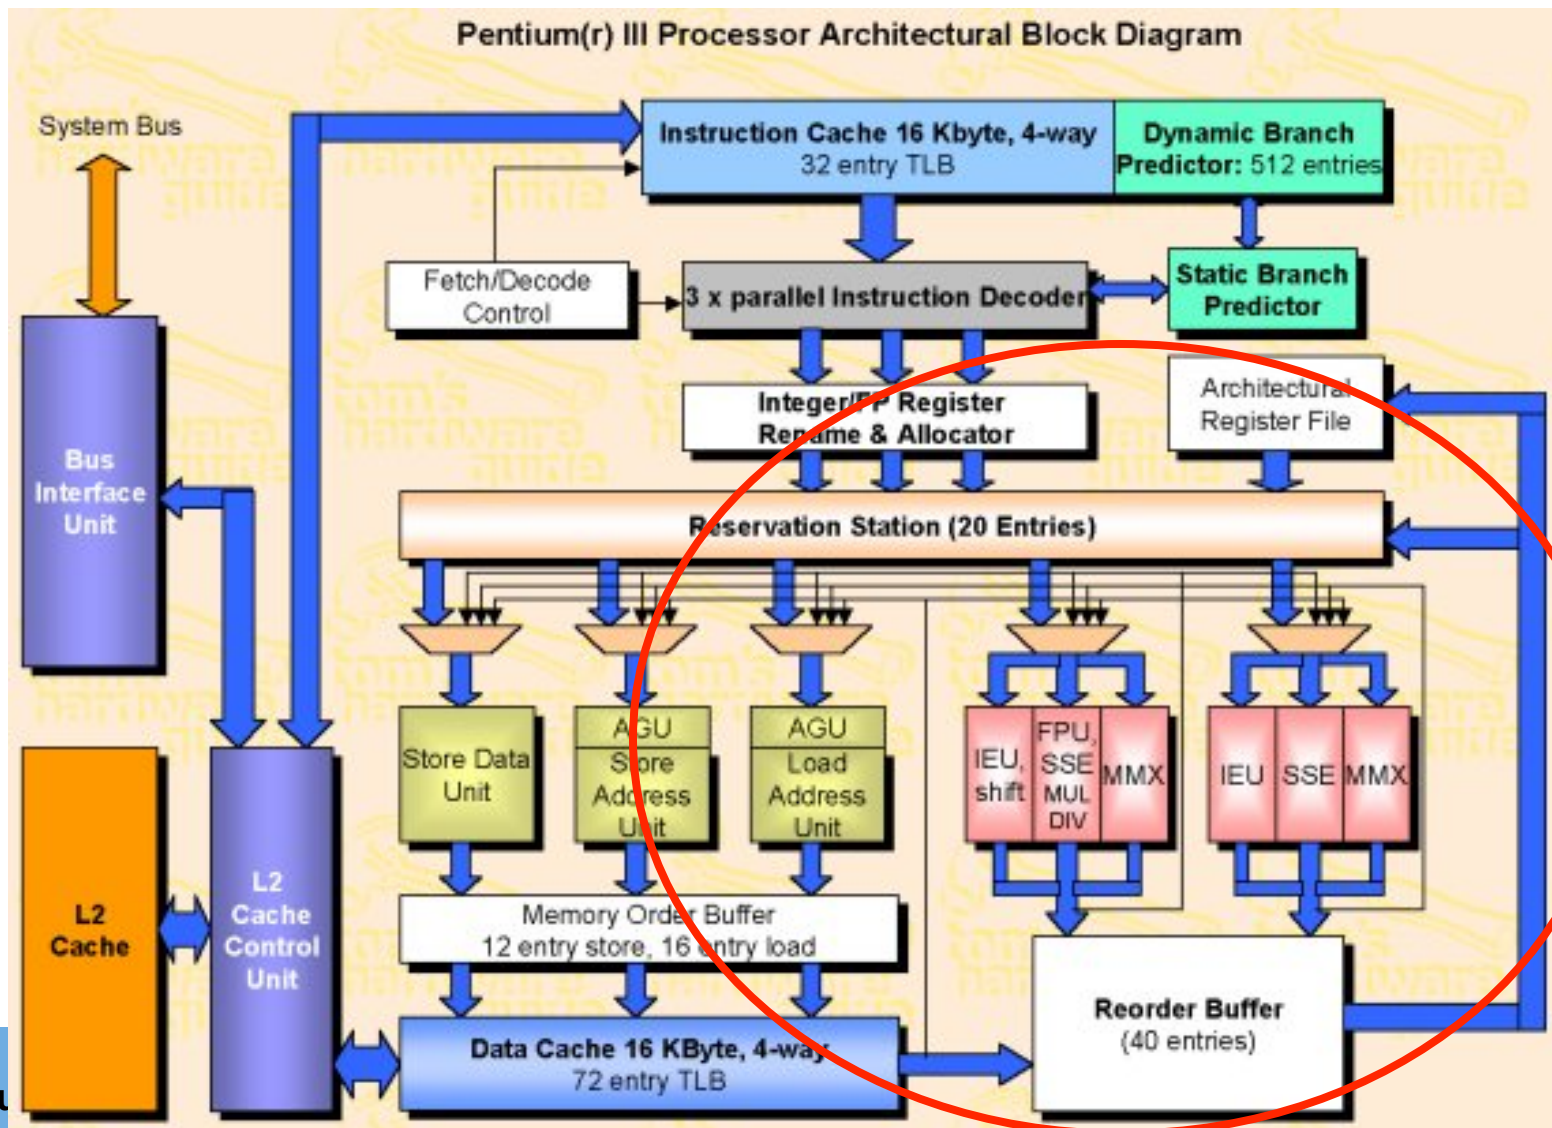 Pentium(r) III Processor Architectural Block Diagram
System Bus
Instruction Cache 16 Kbyte, 4-way
32 entry TLB
Dynamic Branch
Predictor: 512 entries
Fetch/Decode
Control
3 x parallel Instruction Decoder
Static Branch
Predictor
Integer/FP Register
Rename & Allocator
Architectural
Register File
Bus
Interface
Unit
Reservation Station (20 Entries)
Store Data
Unit
AGU
Store
Address
Unit
AGU
Load
Address
Unit
IEU,
shift
FPU,
SSE
MUL
DIV
MMX
IEU
SSE
MMX
L2
Cache
L2
Cache
Control
Unit
Memory Order Buffer
12 entry store, 16 entry load
Data Cache 16 KByte, 4-way
72 entry TLB
Reorder Buffer
(40 entries)
tom's
hardware
guide